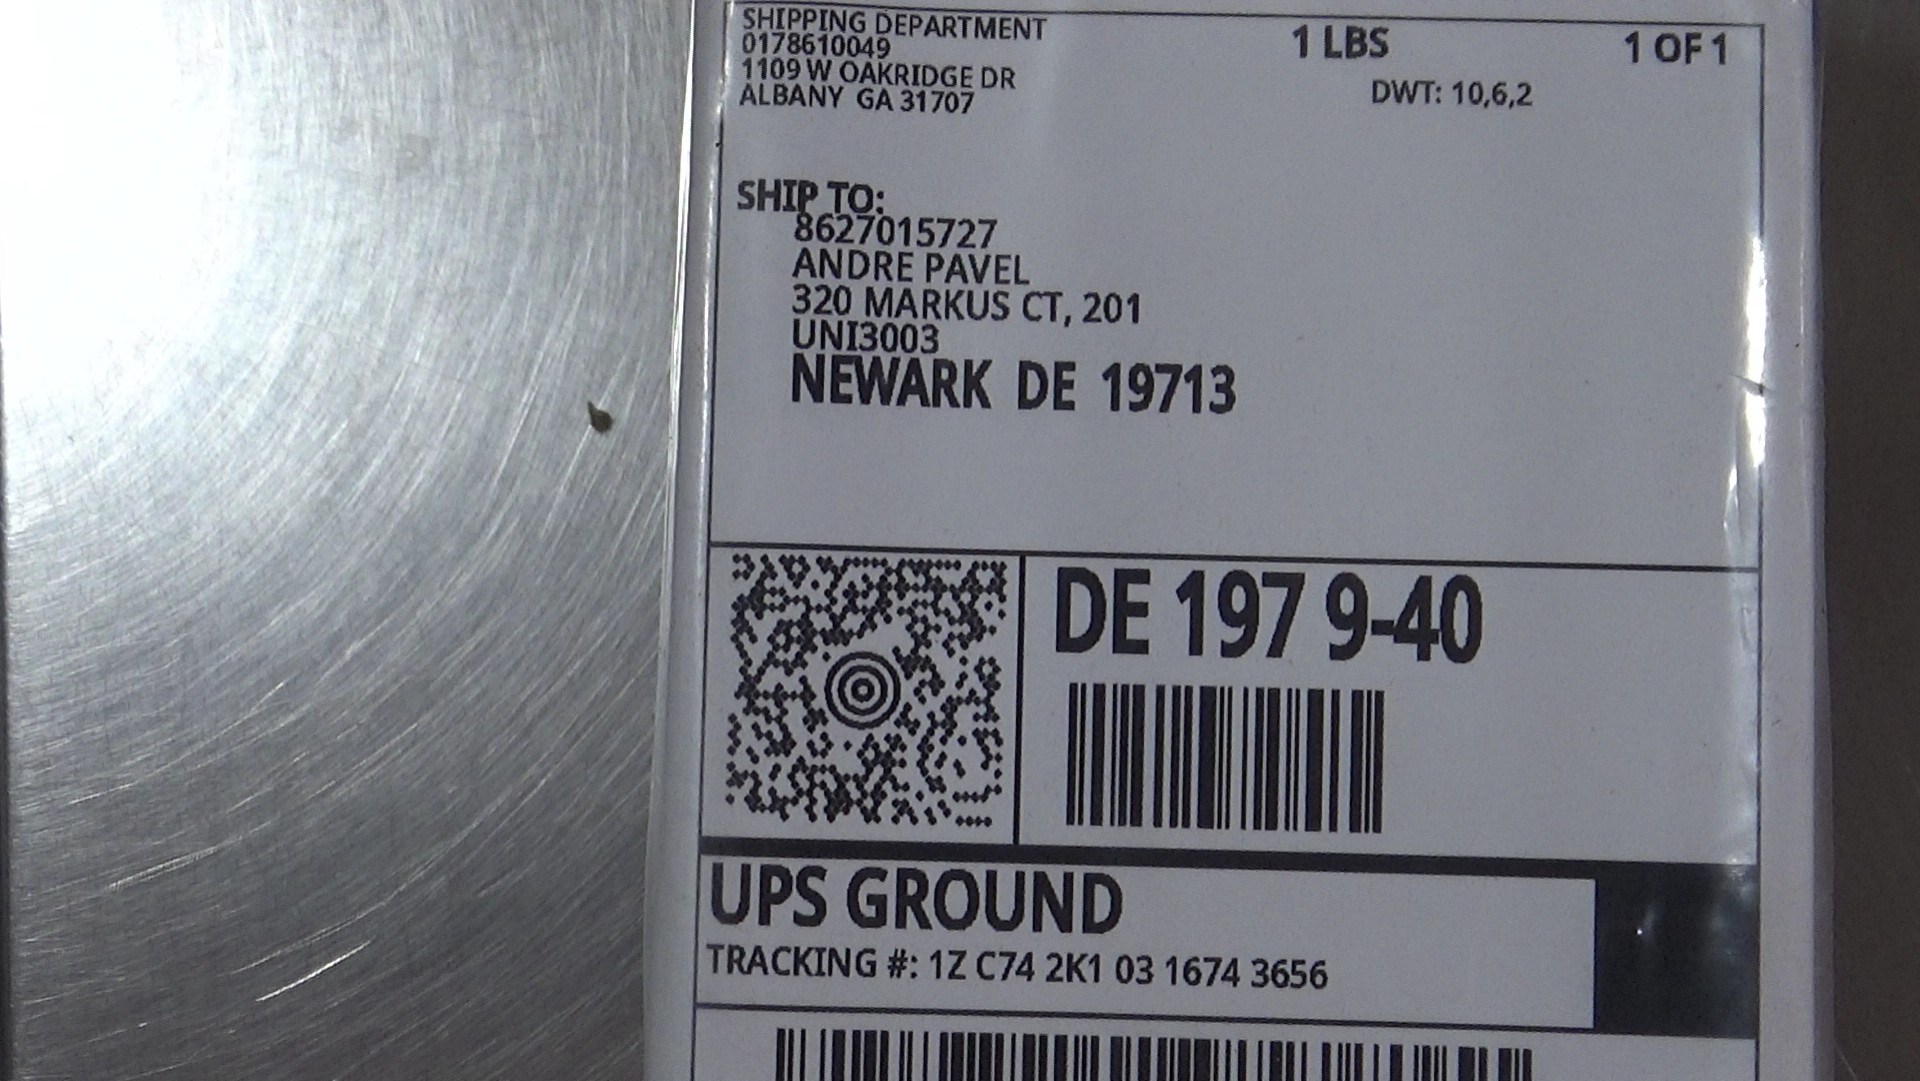 SHIPPING DEPARTMENT
0178610049
1109 W OAKRIDGE DR
ALBANY GA 31707
1 LBS
1 OF 1
DWT: 10,6,2
SHIP TO:
8627015727
ANDRE PAVEL
320 MARKUS CT, 201
UNI3003
NEWARK DE 19713
DE 197 9-40
UPS GROUND
TRACKING #: 1Z C74 2K1 03 1674 3656